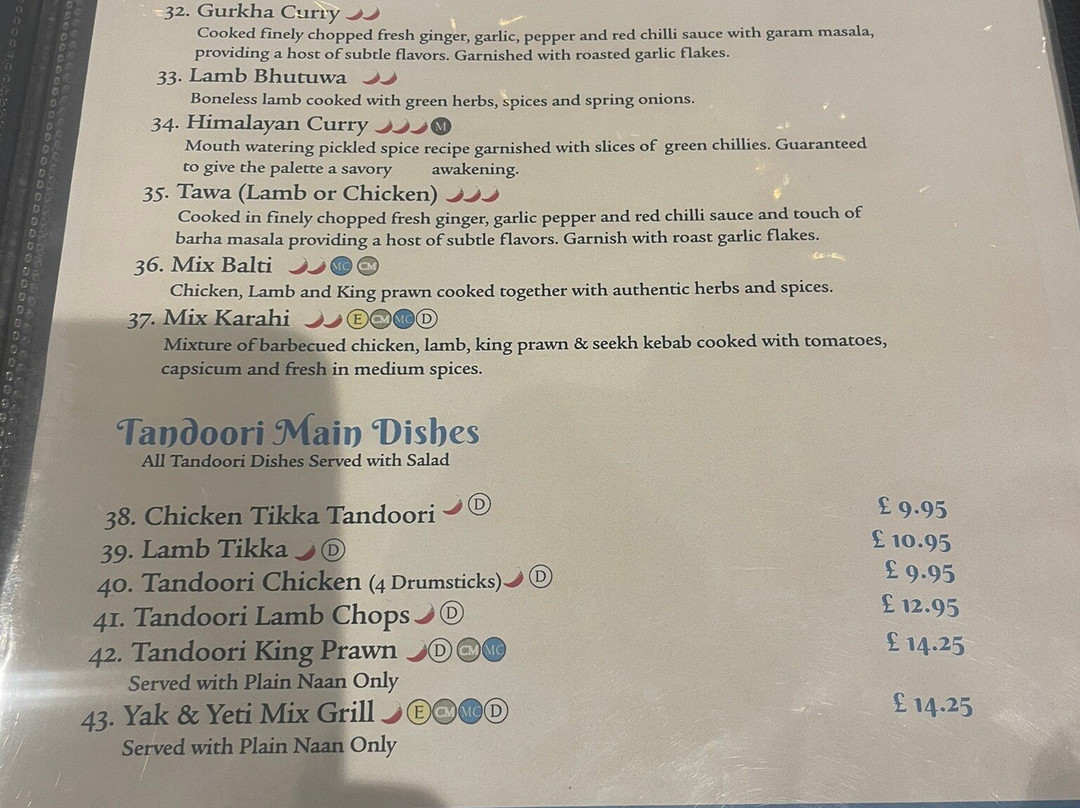 32. Gurkha Curry
Cooked finely chopped fresh ginger, garlic, pepper and red chilli sauce with garam masala,
providing a host of subtle flavors. Garnished with roasted garlic flakes.
33. Lamb Bhutuwa
Boneless lamb cooked with green herbs, spices and spring onions.
34. Himalayan Curry M
Mouth watering pickled spice recipe garnished with slices of green chillies. Guaranteed
to give the palette a savory awakening.
35. Tawa (Lamb or Chicken)
Cooked in finely chopped fresh ginger, garlic pepper and red chilli sauce and touch of
barha masala providing a host of subtle flavors. Garnish with roast garlic flakes.
36. Mix Balti MC CM
Chicken, Lamb and King prawn cooked together with authentic herbs and spices.
37. Mix Karahi E CM MC D
Mixture of barbecued chicken, lamb, king prawn & seekh kebab cooked with tomatoes,
capsicum and fresh in medium spices.
Tandoori Main Dishes
All Tandoori Dishes Served with Salad
38. Chicken Tikka Tandoori D £ 9.95
39. Lamb Tikka D £ 10.95
40. Tandoori Chicken (4 Drumsticks) D £ 9.95
41. Tandoori Lamb Chops D £ 12.95
42. Tandoori King Prawn D CM MC £ 14.25
Served with Plain Naan Only
43. Yak & Yeti Mix Grill E CM MC D £ 14.25
Served with Plain Naan Only